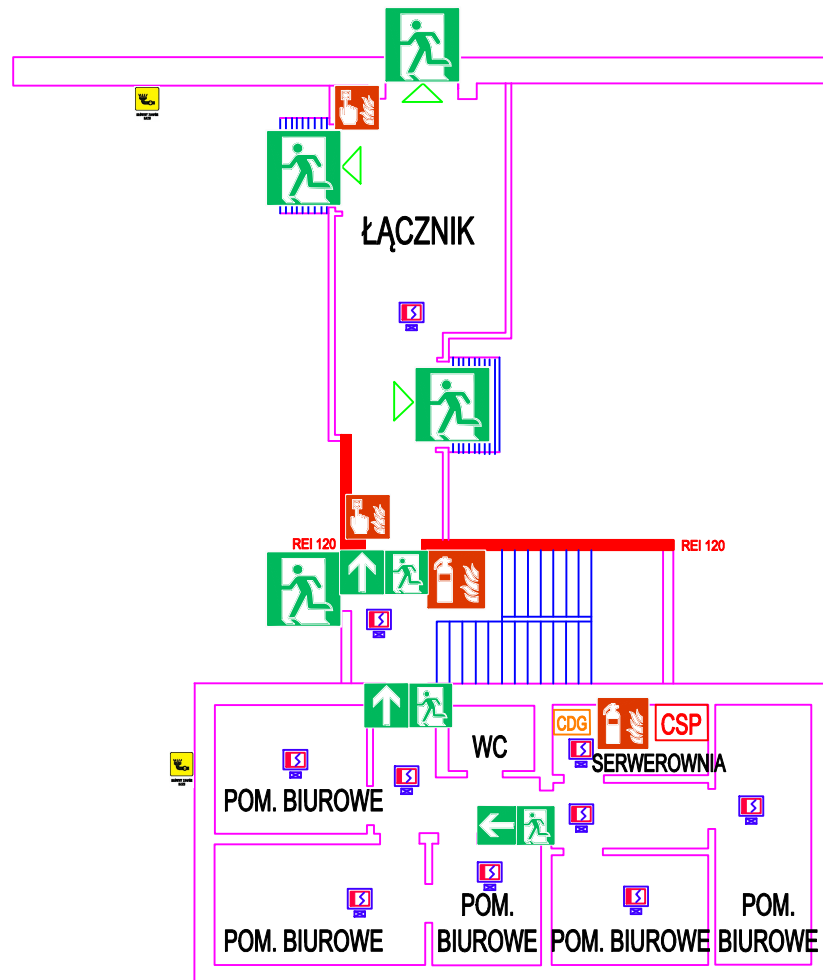 ŁĄCZNIK
REI 120
REI 120
CDG
CSP
WC
SERWEROWNIA
POM. BIUROWE
POM.
BIUROWE
POM. BIUROWE
POM.
BIUROWE
POM. BIUROWE